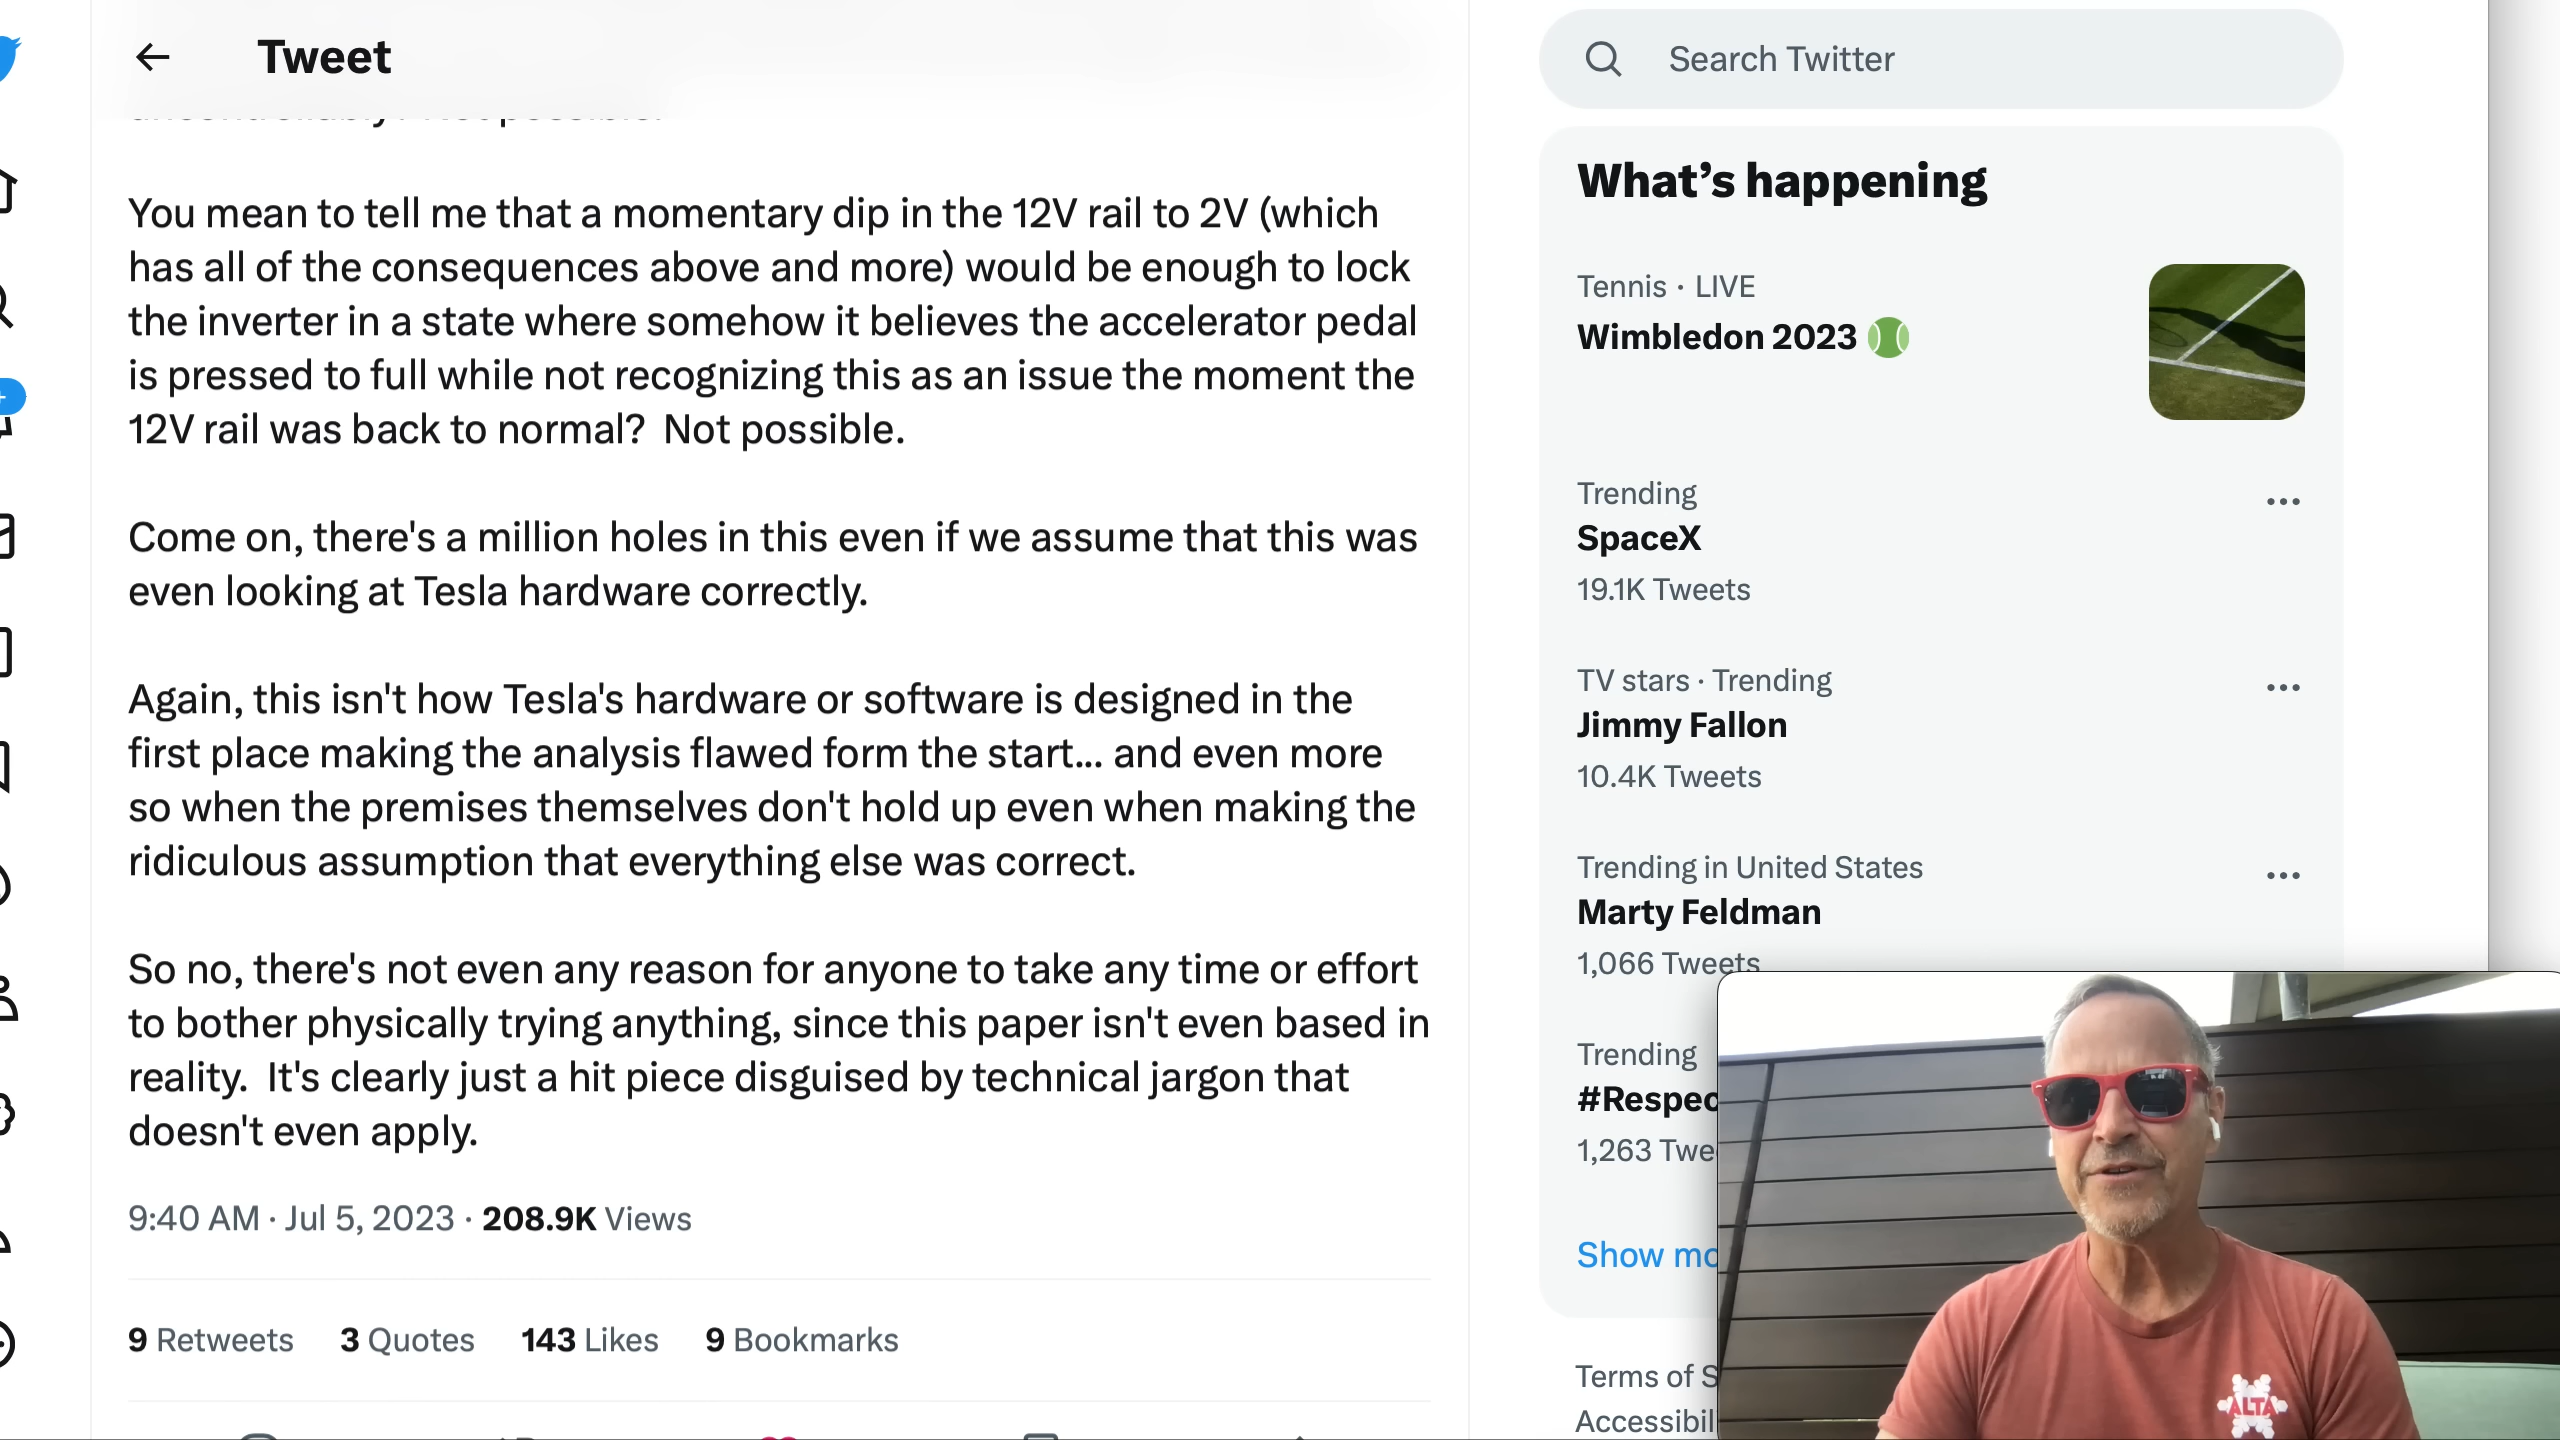 Tweet
You mean to tell me that a momentary dip in the 12V rail to 2V (which
has all of the consequences above and more) would be enough to lock
the inverter in a state where somehow it believes the accelerator pedal
is pressed to full while not recognizing this as an issue the moment the
12V rail was back to normal?  Not possible.
Come on, there's a million holes in this even if we assume that this was
even looking at Tesla hardware correctly.
Again, this isn't how Tesla's hardware or software is designed in the
first place making the analysis flawed form the start... and even more
so when the premises themselves don't hold up even when making the
ridiculous assumption that everything else was correct.
So no, there's not even any reason for anyone to take any time or effort
to bother physically trying anything, since this paper isn't even based in
reality.  It's clearly just a hit piece disguised by technical jargon that
doesn't even apply.
9:40 AM · Jul 5, 2023 · 208.9K Views
9 Retweets 3 Quotes 143 Likes 9 Bookmarks
Search Twitter
What's happening
Tennis · LIVE
Wimbledon 2023
Trending
SpaceX
19.1K Tweets
TV stars · Trending
Jimmy Fallon
10.4K Tweets
Trending in United States
Marty Feldman
1,066 Tweets
Trending
#Respec
1,263 Twe
Show mo
Terms of S
Accessibil
ALTA